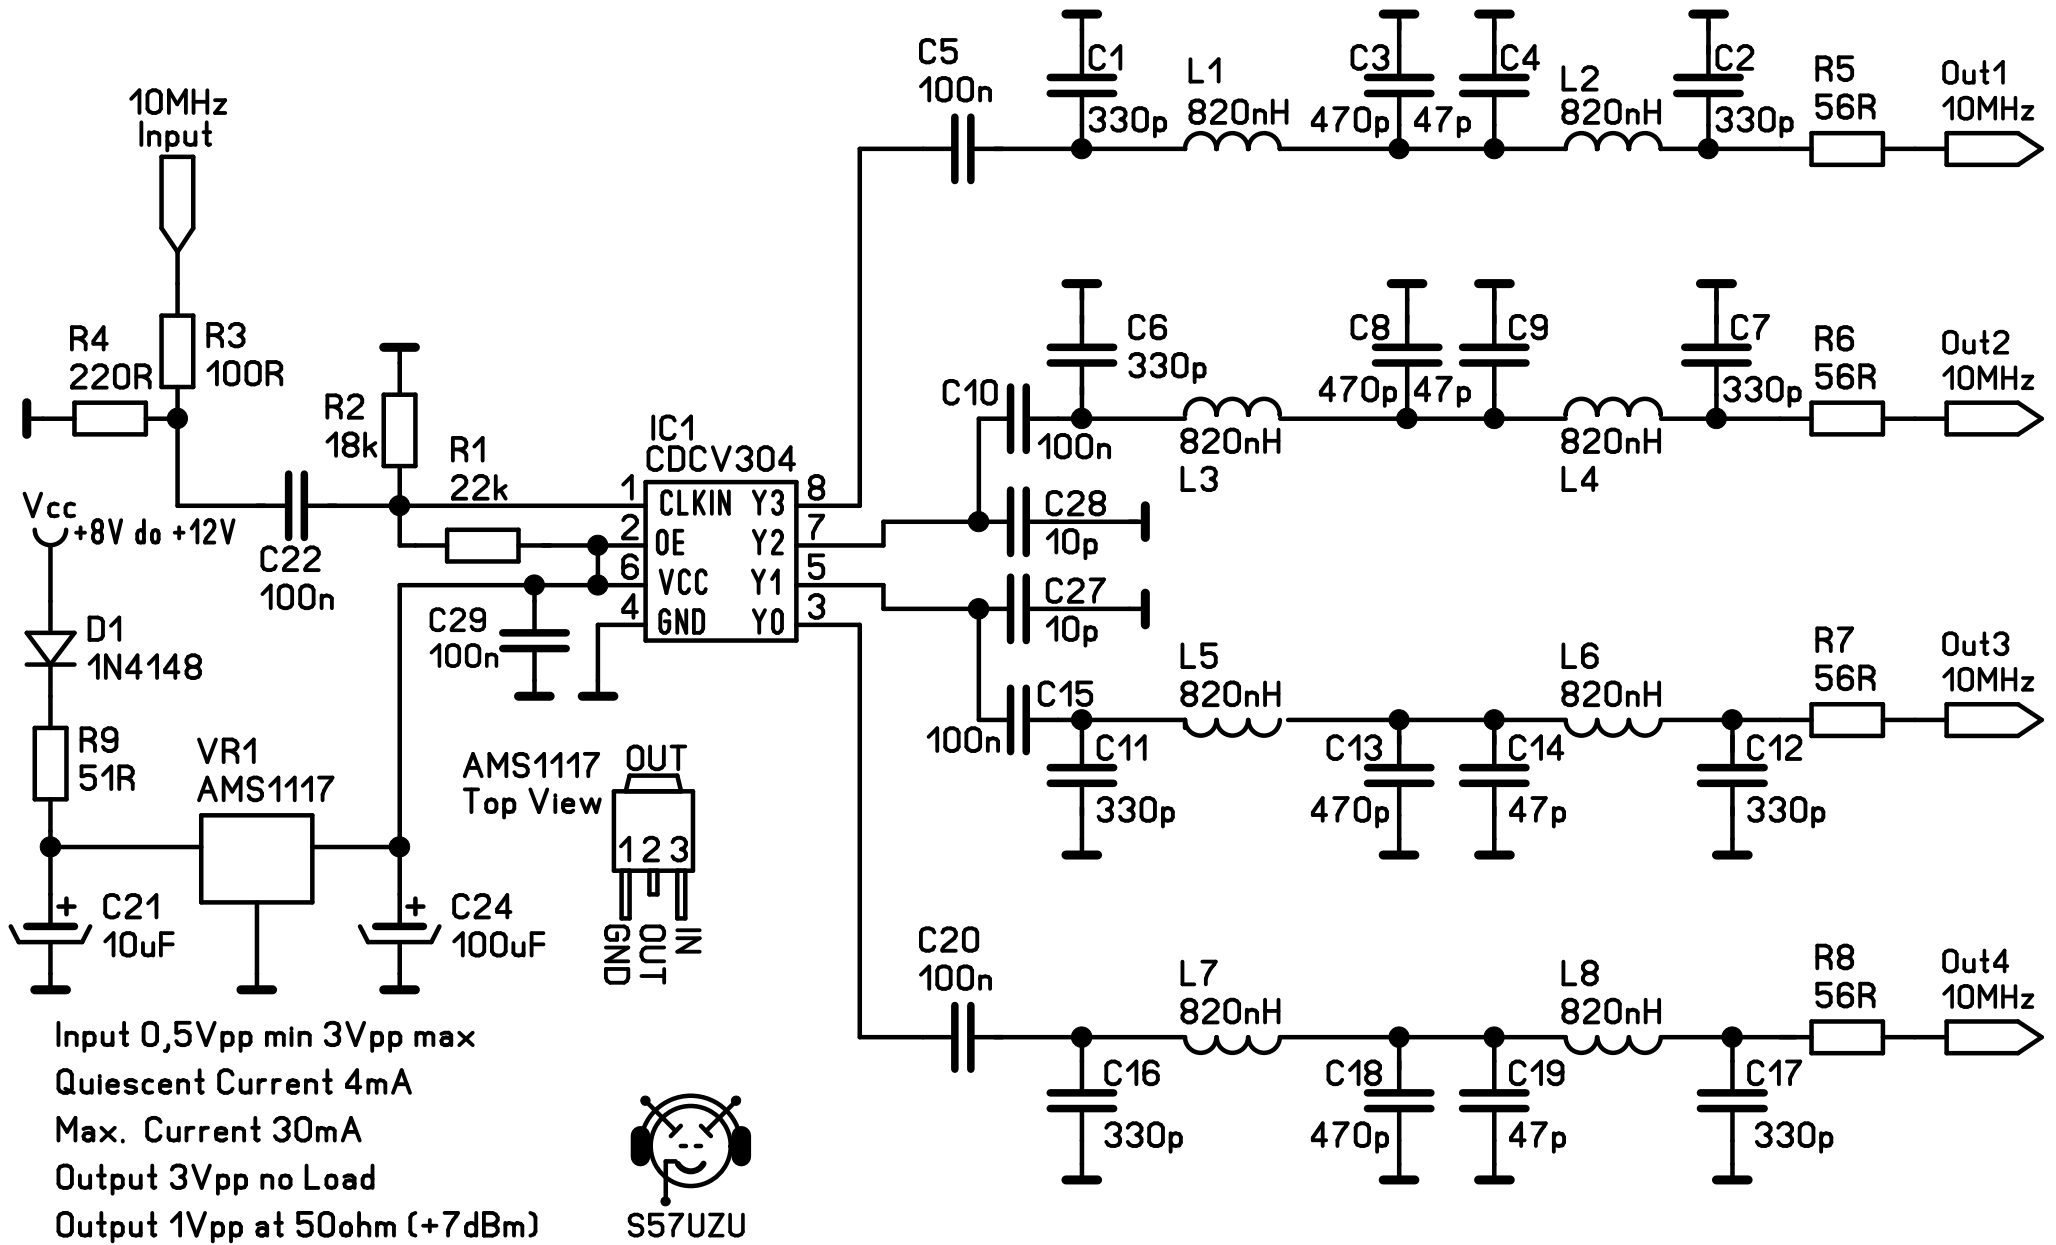 10MHz
Input
R4
220R
R3
100R
R2
18k
R1
22k
Vcc
+8V do +12V
C22
100n
D1
1N4148
R9
51R
VR1
AMS1117
C21
+
10uF
C24
+
100uF
C29
100n
IC1
CDCV304
1 CLKIN Y3 8
2 OE Y2 7
6 VCC Y1 5
4 GND Y0 3
AMS1117
Top View
OUT
1 2 3
GND
OUT
IN
C5
100n
C1
330p
L1
820nH
C3
470p
C4
47p
L2
820nH
C2
330p
R5
56R
Out1
10MHz
C10
100n
C6
330p
820nH
L3
C8
470p
C9
47p
820nH
L4
C7
330p
R6
56R
Out2
10MHz
C28
10p
C27
10p
C15
100n
C11
330p
L5
820nH
C13
470p
C14
47p
L6
820nH
C12
330p
R7
56R
Out3
10MHz
C20
100n
C16
330p
L7
820nH
C18
470p
C19
47p
L8
820nH
C17
330p
R8
56R
Out4
10MHz
Input 0,5Vpp min 3Vpp max
Quiescent Current 4mA
Max. Current 30mA
Output 3Vpp no Load
Output 1Vpp at 50ohm (+7dBm)
S57UZU